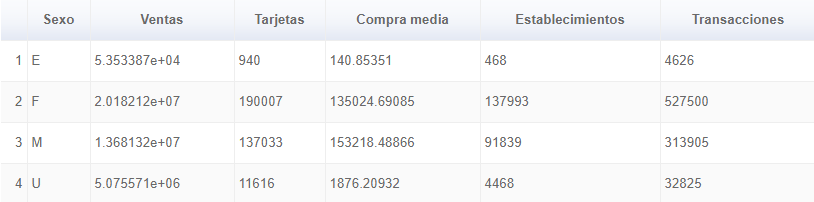 Sexo Ventas Tarjetas Compra media Establecimientos Transacciones
1 E 5.353387e+04 940 140.85351 468 4626
2 F 2.018212e+07 190007 135024.69085 137993 527500
3 M 1.368132e+07 137033 153218.48866 91839 313905
4 U 5.075571e+06 11616 1876.20932 4468 32825